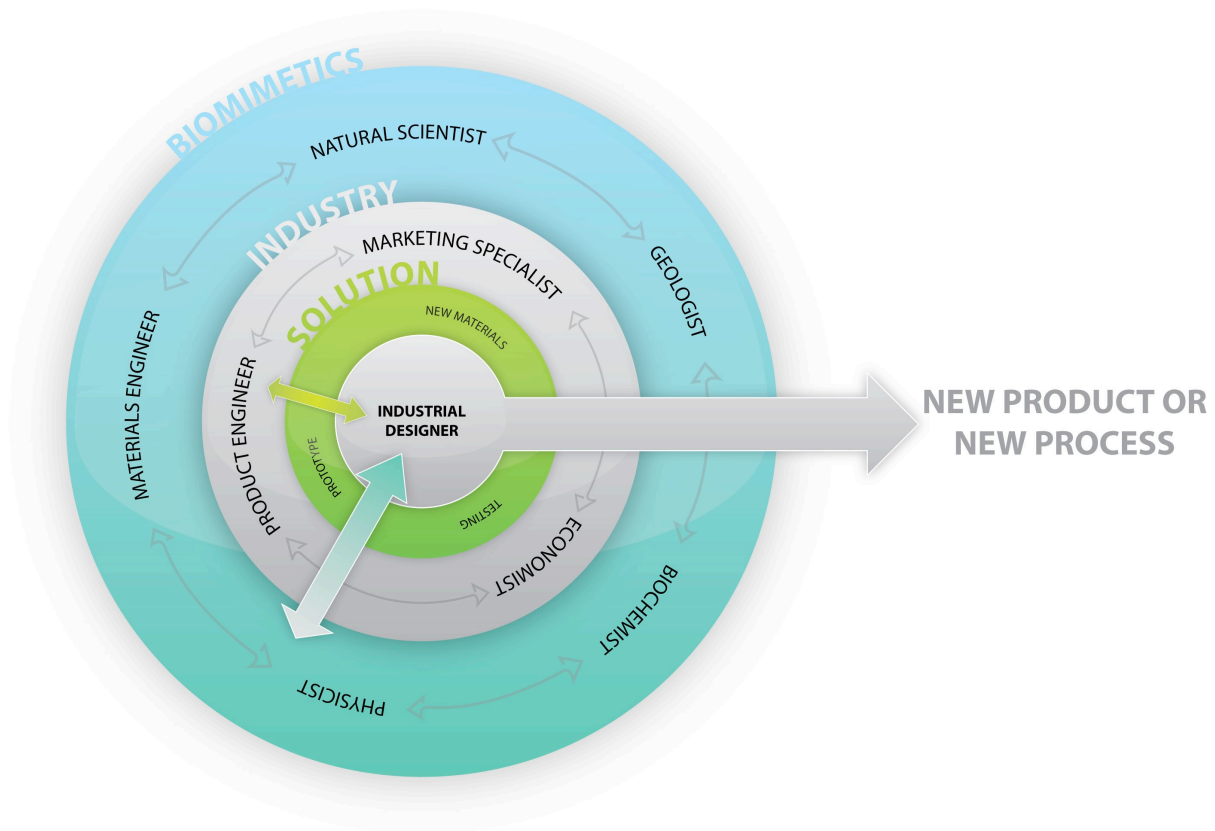 BIOMIMETICS
NATURAL SCIENTIST
GEOLOGIST
BIOCHEMIST
PHYSICIST
MATERIALS ENGINEER
INDUSTRY
MARKETING SPECIALIST
ECONOMIST
PRODUCT ENGINEER
SOLUTION
NEW MATERIALS
TESTING
PROTOTYPE
INDUSTRIAL
DESIGNER
NEW PRODUCT OR
NEW PROCESS